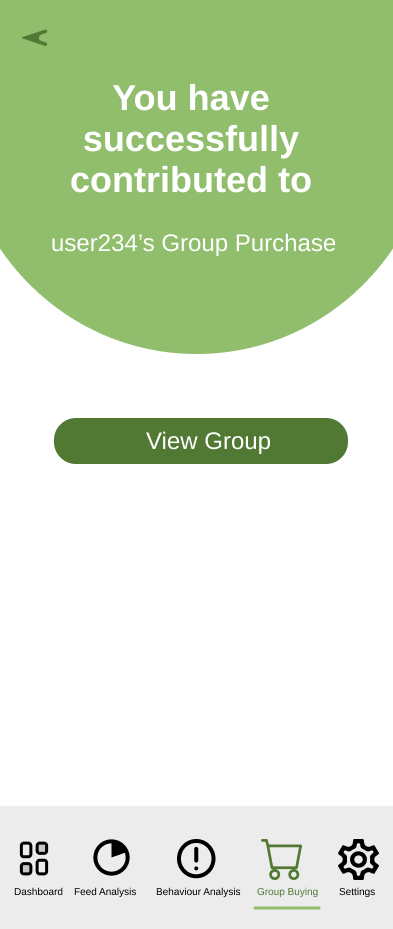 You have
successfully
contributed to
user234’s Group Purchase
View Group
Dashboard Feed Analysis Behaviour Analysis Group Buying Settings